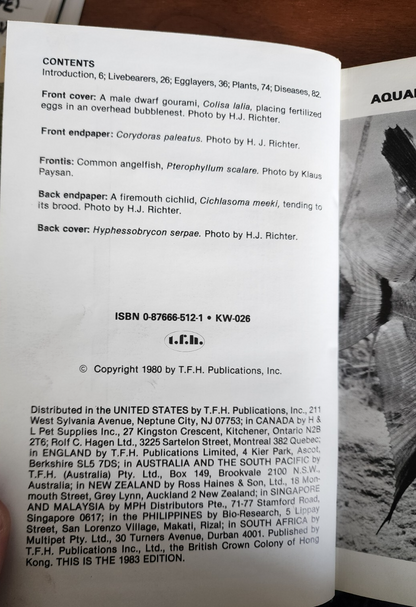 CONTENTS
Introduction, 6; Livebearers, 26; Egglayers, 36; Plants, 74; Diseases, 82.
Front cover: A male dwarf gourami, Colisa lalia, placing fertilized
eggs in an overhead bubblenest. Photo by H.J. Richter.
Front endpaper: Corydoras paleatus. Photo by H. J. Richter.
Frontis: Common angelfish, Pterophyllum scalare. Photo by Klaus
Paysan.
Back endpaper: A firemouth cichlid, Cichlasoma meeki, tending to
its brood. Photo by H.J. Richter.
Back cover: Hyphessobrycon serpae. Photo by H.J. Richter.
ISBN 0-87666-512-1 • KW-026
t.f.h.
© Copyright 1980 by T.F.H. Publications, Inc.
Distributed in the UNITED STATES by T.F.H. Publications, Inc., 211
West Sylvania Avenue, Neptune City, NJ 07753; in CANADA by H &
L Pet Supplies Inc., 27 Kingston Crescent, Kitchener, Ontario N2B
2T6; Rolf C. Hagen Ltd., 3225 Sartelon Street, Montreal 382 Quebec;
in ENGLAND by T.F.H. Publications Limited, 4 Kier Park, Ascot,
Berkshire SL5 7DS; in AUSTRALIA AND THE SOUTH PACIFIC by
T.F.H. (Australia) Pty. Ltd., Box 149, Brookvale 2100 N.S.W.,
Australia; in NEW ZEALAND by Ross Haines & Son, Ltd., 18 Mon-
mouth Street, Grey Lynn, Auckland 2 New Zealand; in SINGAPORE
AND MALAYSIA by MPH Distributors Pte., 71-77 Stamford Road,
Singapore 0617; in the PHILIPPINES by Bio-Research, 5 Lippay
Street, San Lorenzo Village, Makati, Rizal; in SOUTH AFRICA by
Multipet Pty. Ltd., 30 Turners Avenue, Durban 4001. Published by
T.F.H. Publications Inc., Ltd., the British Crown Colony of Hong
Kong. THIS IS THE 1983 EDITION.